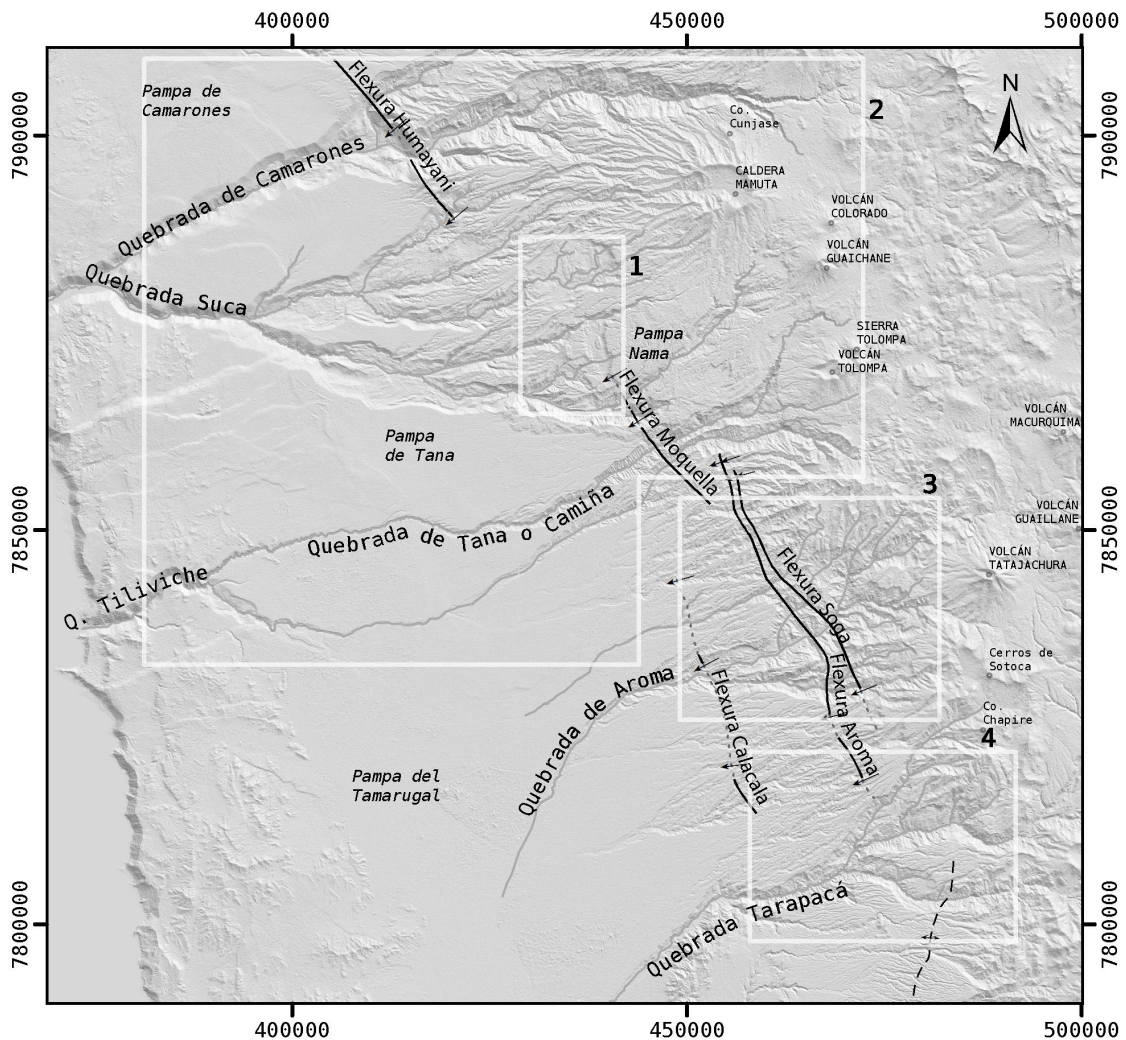 400000
450000
500000
7900000
7900000
N
Pampa de
Camarones
Flexura Humayani
2
Co.
Cunjase
Quebrada de Camarones
CALDERA
MAMUTA
VOLCÁN
COLORADO
VOLCÁN
GUAICHANE
1
Quebrada Suca
Pampa
Nama
SIERRA
TOLOMPA
VOLCÁN
TOLOMPA
Flexura Moquella
VOLCÁN
MACURQUIMA
Pampa
de Tana
3
Quebrada de Tana o Camiña
VOLCÁN
GUAILLANE
7850000
7850000
Q. Tiliviche
VOLCÁN
TATAJACHURA
Flexura Soga
Cerros de
Sotoca
Quebrada de Aroma
Flexura Calacala
Flexura Aroma
Co.
Chapire
4
Pampa del
Tamarugal
Quebrada Tarapacá
7800000
7800000
400000
450000
500000